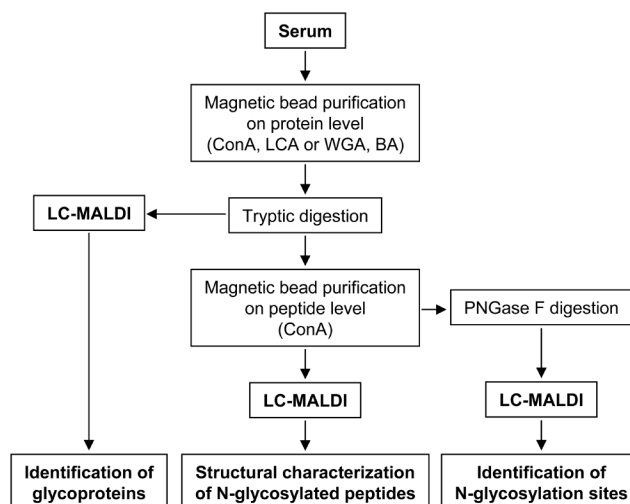 Serum
Magnetic bead purification
on protein level
(ConA, LCA or WGA, BA)
LC-MALDI
Tryptic digestion
Magnetic bead purification
on peptide level
(ConA)
PNGase F digestion
LC-MALDI
LC-MALDI
Identification of
glycoproteins
Structural characterization
of N-glycosylated peptides
Identification of
N-glycosylation sites